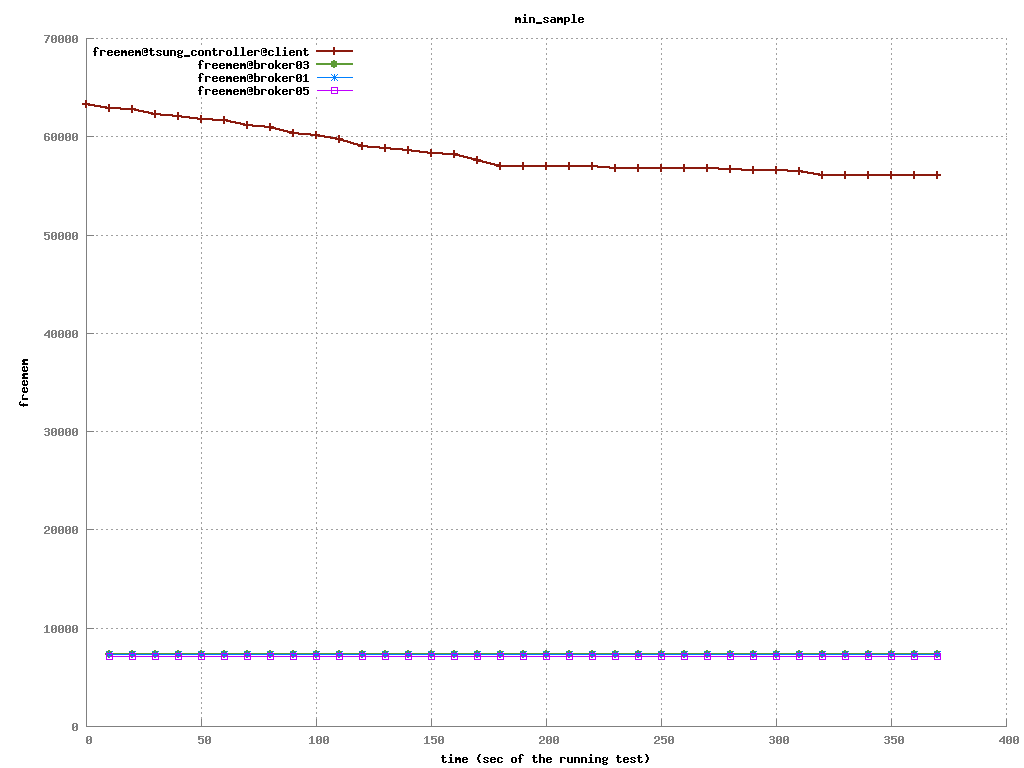 min_sample
70000
freemem@tsung_controller@client
freemem@broker03
freemem@broker01
freemem@broker05
60000
50000
40000
freemem
30000
20000
10000
0
0 50 100 150 200 250 300 350 400
time (sec of the running test)